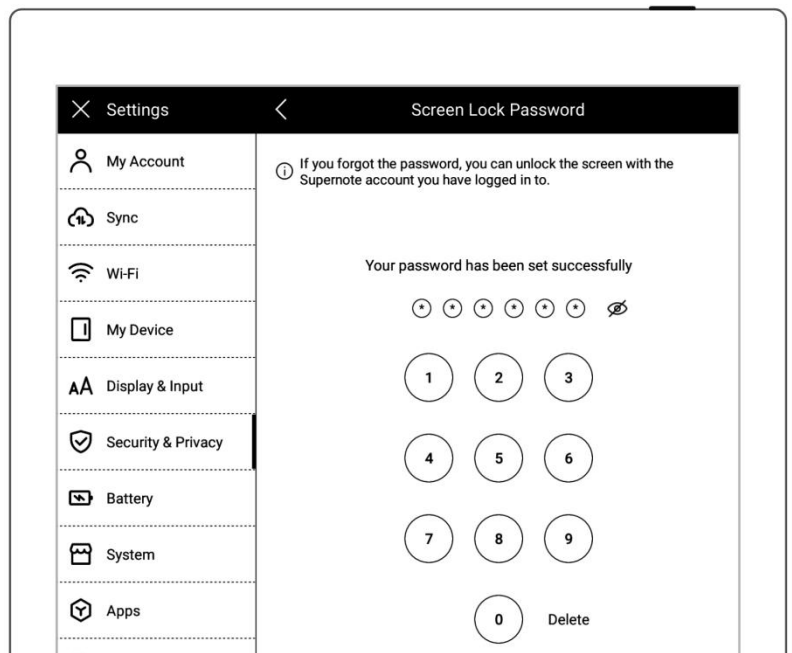 Settings
Screen Lock Password
My Account
Sync
Wi-Fi
My Device
Display & Input
Security & Privacy
Battery
System
Apps
If you forgot the password, you can unlock the screen with the
Supernote account you have logged in to.
Your password has been set successfully
* * * * * *
1 2 3
4 5 6
7 8 9
0 Delete